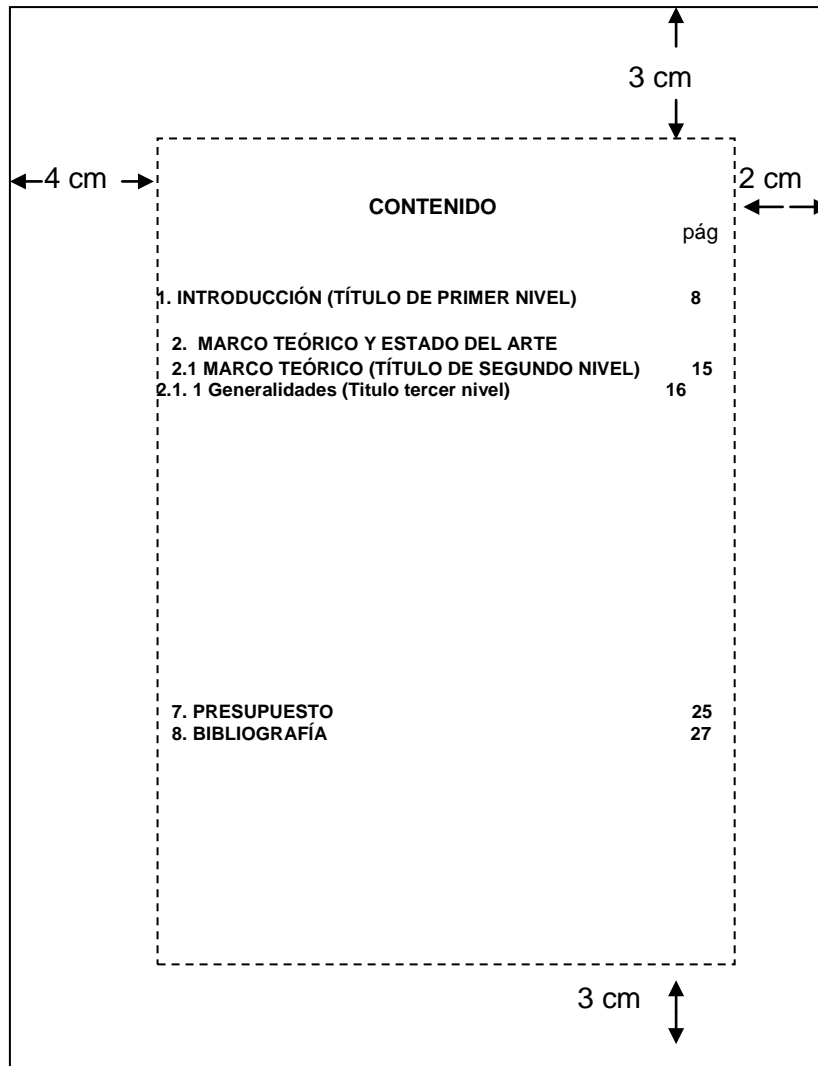 3 cm
4 cm
2 cm
CONTENIDO
pág
1. INTRODUCCIÓN (TÍTULO DE PRIMER NIVEL) 8
2. MARCO TEÓRICO Y ESTADO DEL ARTE
2.1 MARCO TEÓRICO (TÍTULO DE SEGUNDO NIVEL) 15
2.1. 1 Generalidades (Titulo tercer nivel) 16
7. PRESUPUESTO 25
8. BIBLIOGRAFÍA 27
3 cm